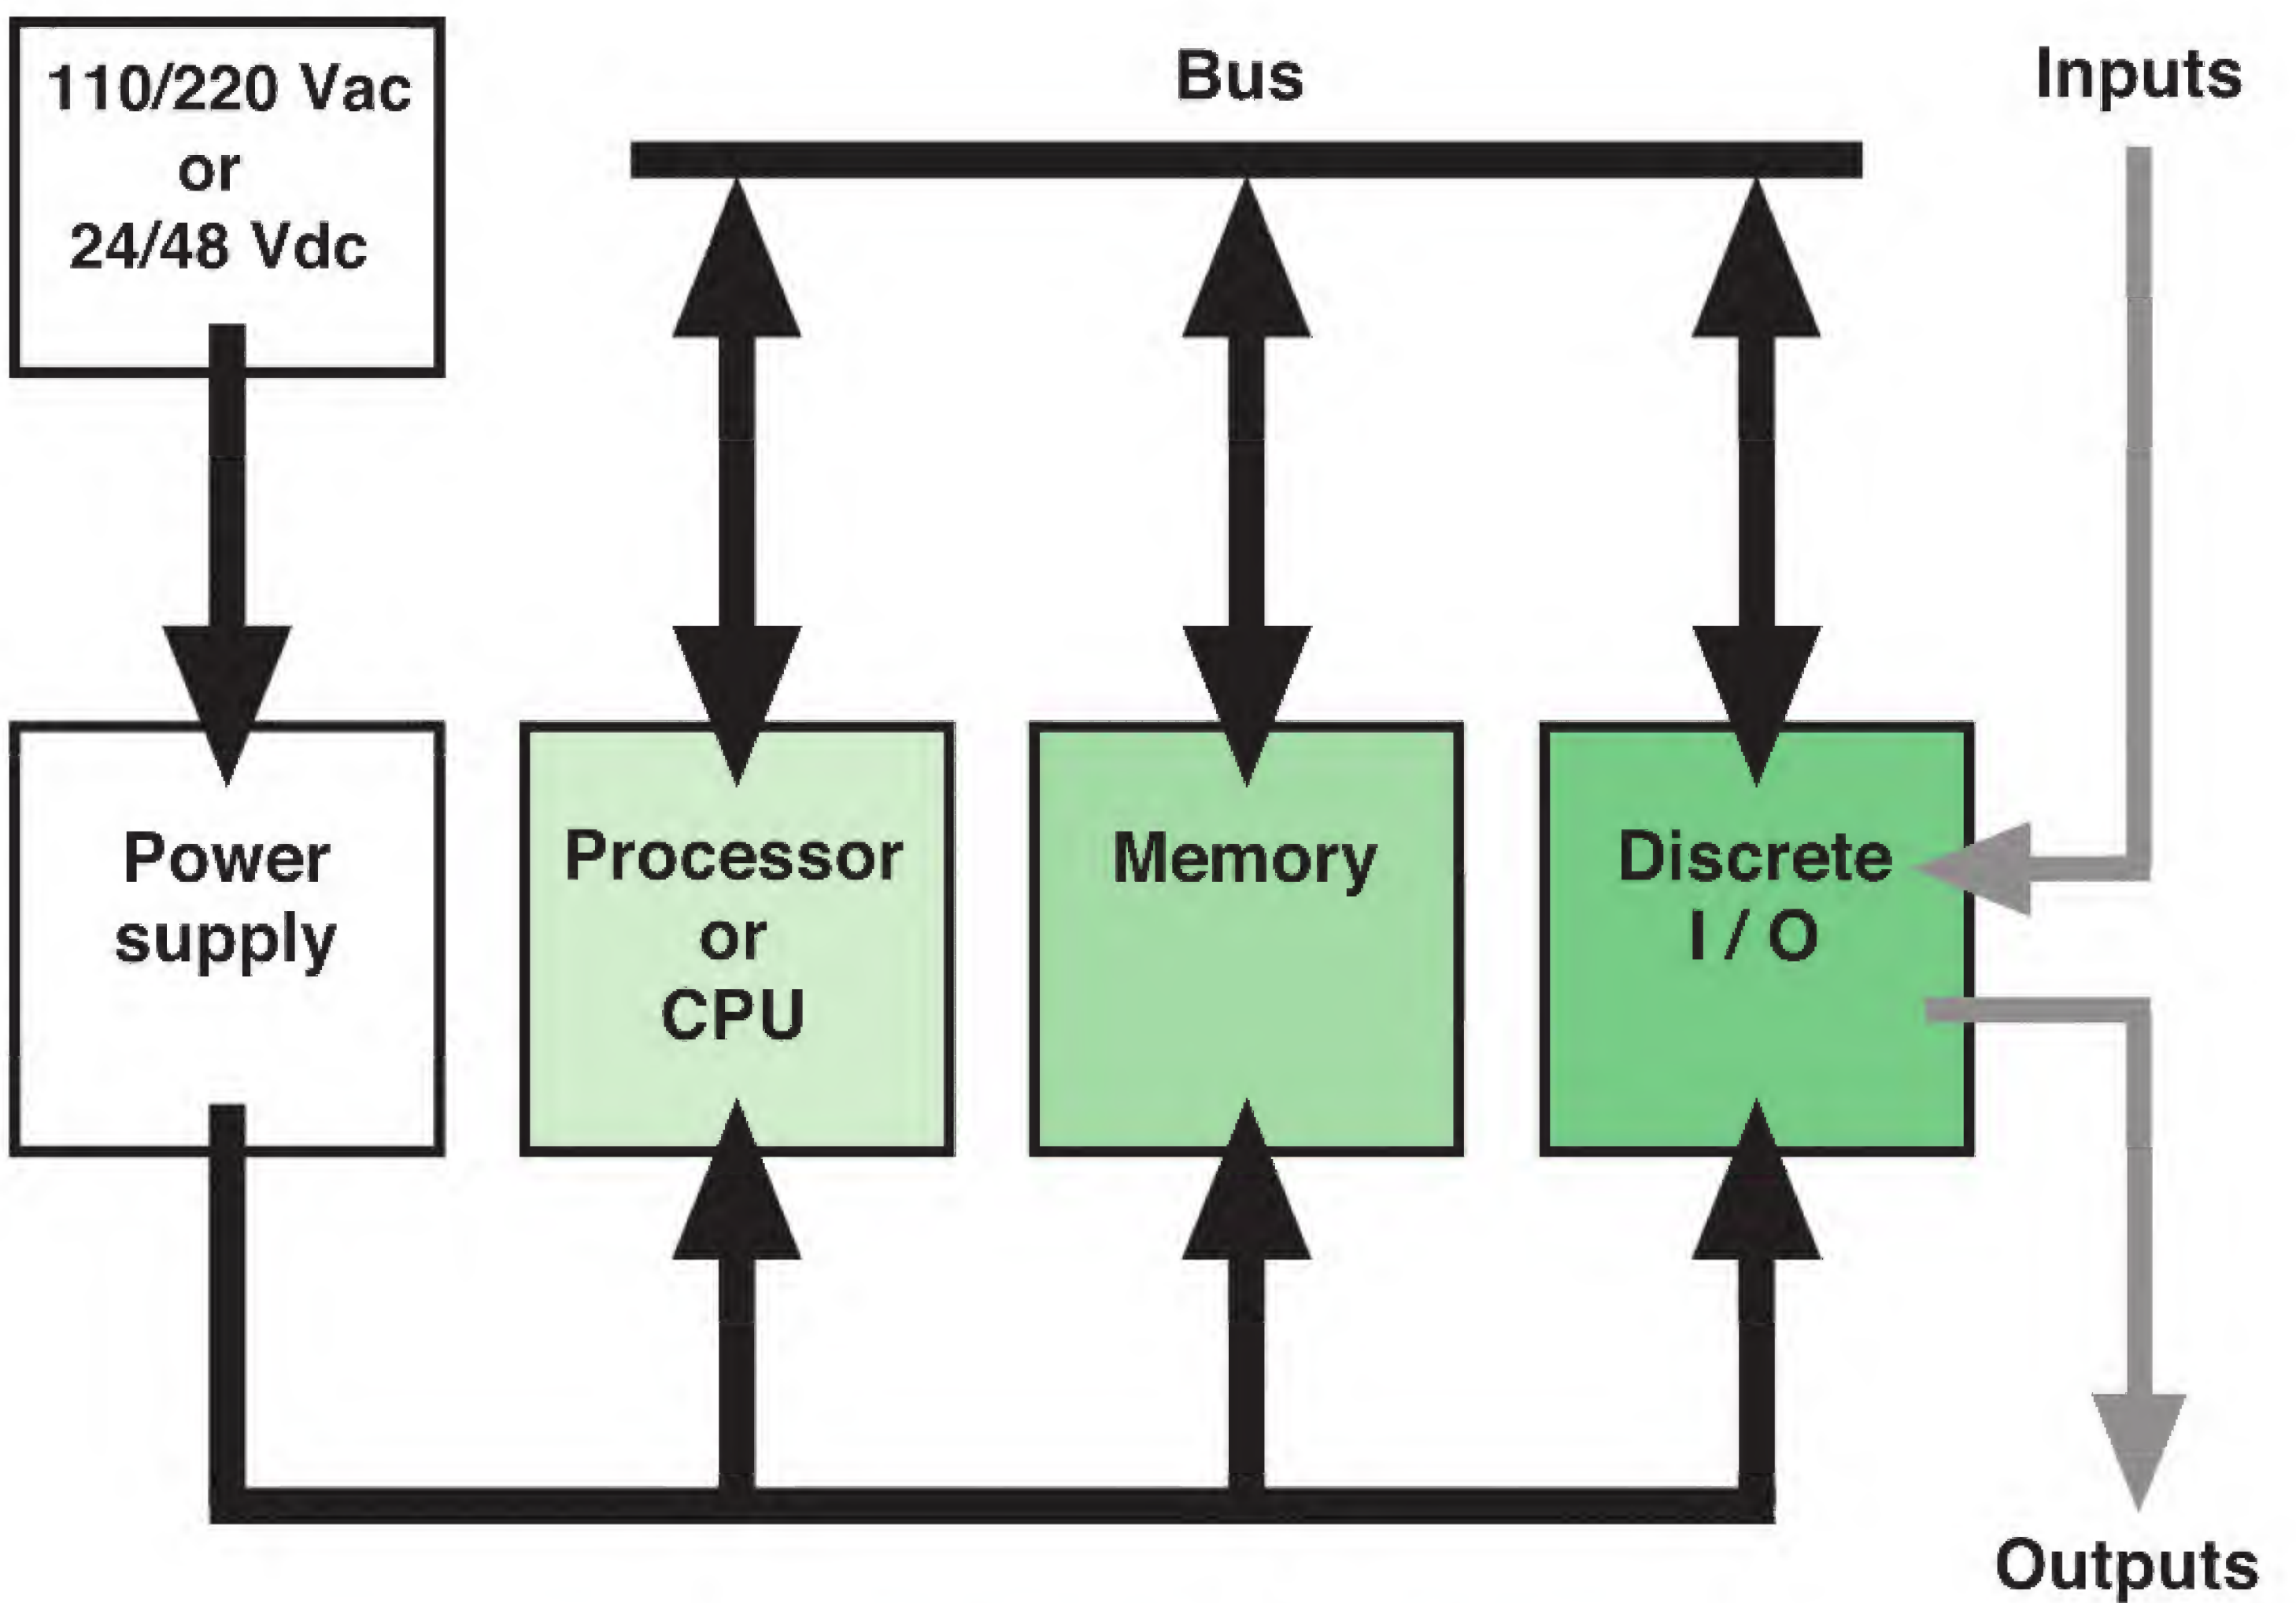 110/220 Vac
or
24/48 Vdc
Bus
Inputs
Power
supply
Processor
or
CPU
Memory
Discrete
I / O
Outputs